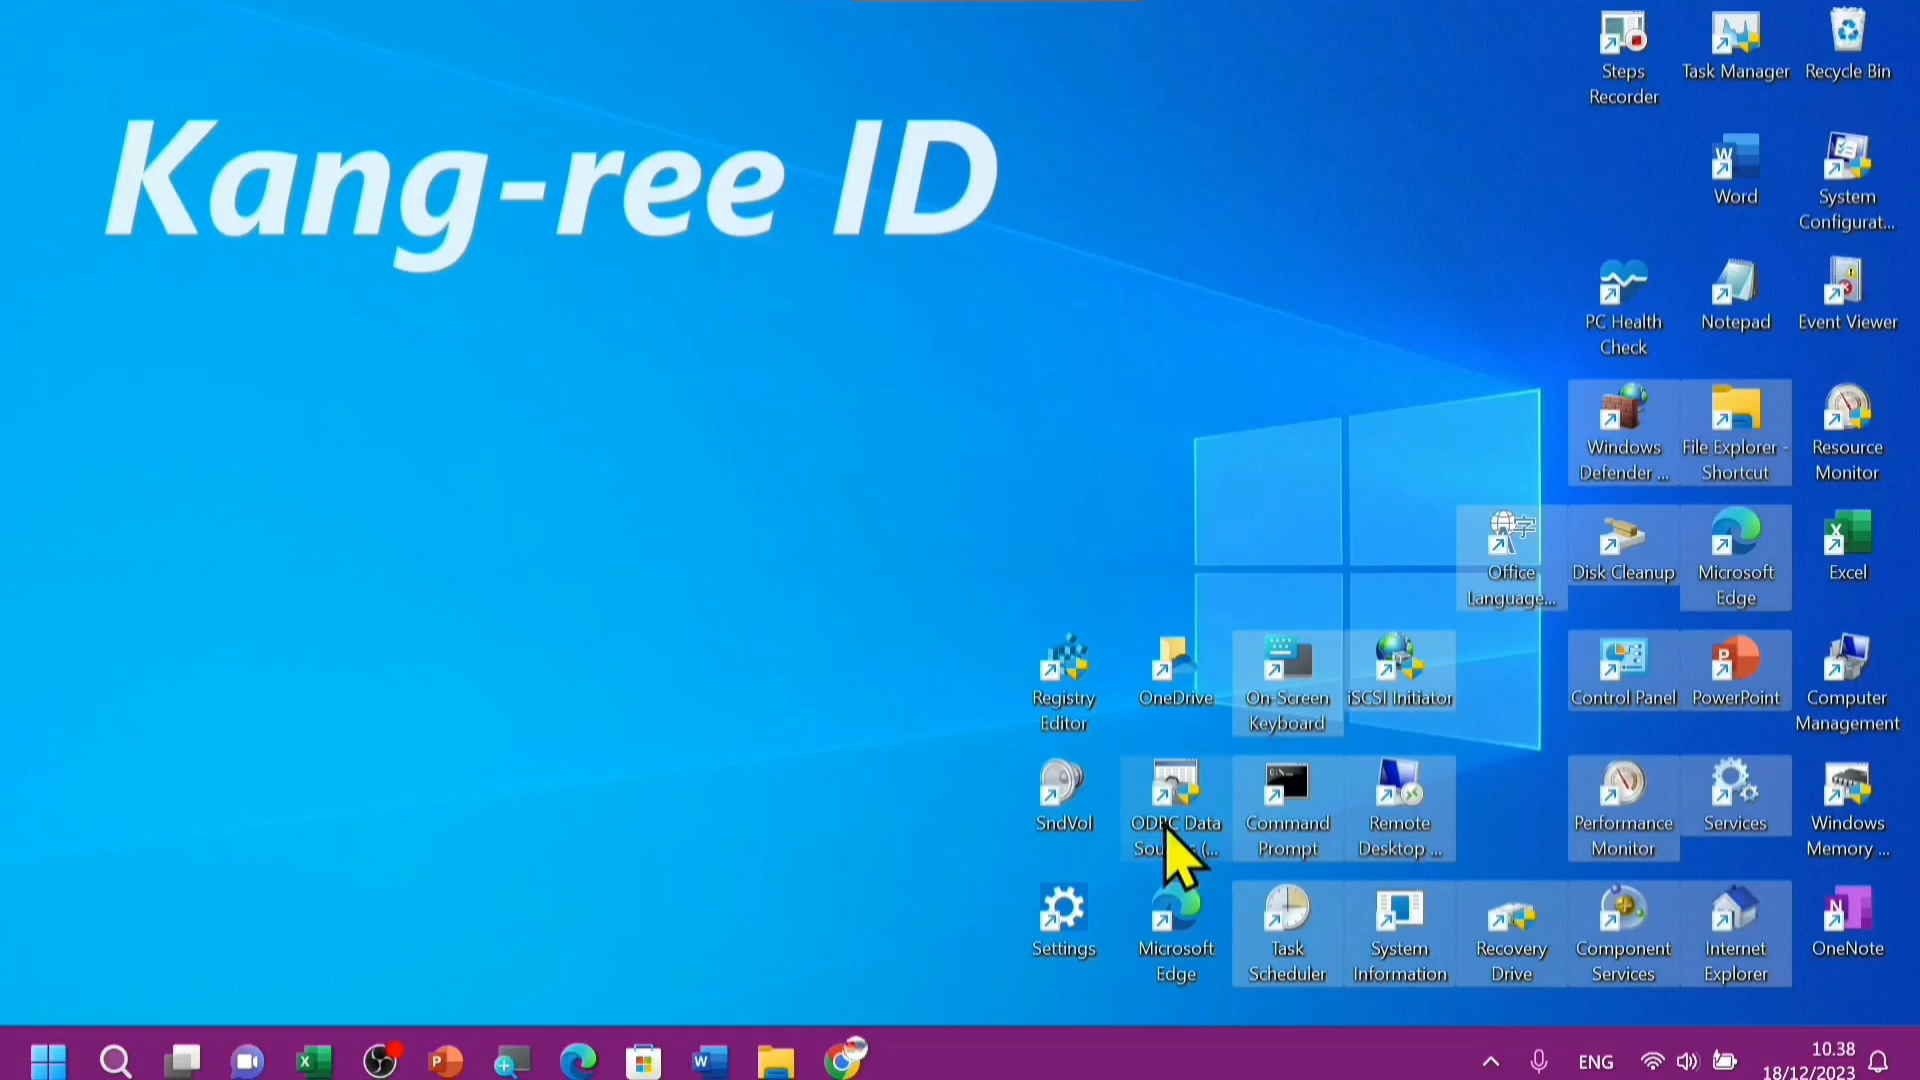 Kang-ree ID
Steps
Recorder
Task Manager
Recycle Bin
Word
System
Configurat...
PC Health
Check
Notepad
Event Viewer
Windows
Defender ...
File Explorer -
Shortcut
Resource
Monitor
Office
Language...
Disk Cleanup
Microsoft
Edge
Excel
Registry
Editor
OneDrive
On-Screen
Keyboard
iSCSI Initiator
Control Panel
PowerPoint
Computer
Management
SndVol
ODBC Data
Command
Prompt
Remote
Desktop ...
Performance
Monitor
Services
Windows
Memory ...
Settings
Microsoft
Edge
Task
Scheduler
System
Information
Recovery
Drive
Component
Services
Internet
Explorer
OneNote
ENG
10.38
18/12/2023